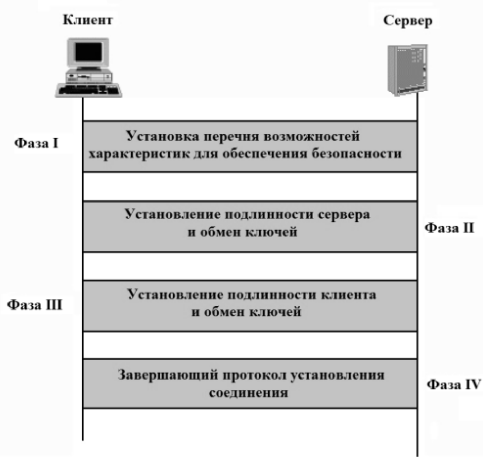 Клиент
Сервер
Фаза I
Установка перечня возможностей
характеристик для обеспечения безопасности
Установление подлинности сервера
и обмен ключей
Фаза II
Фаза III
Установление подлинности клиента
и обмен ключей
Завершающий протокол установления
соединения
Фаза IV